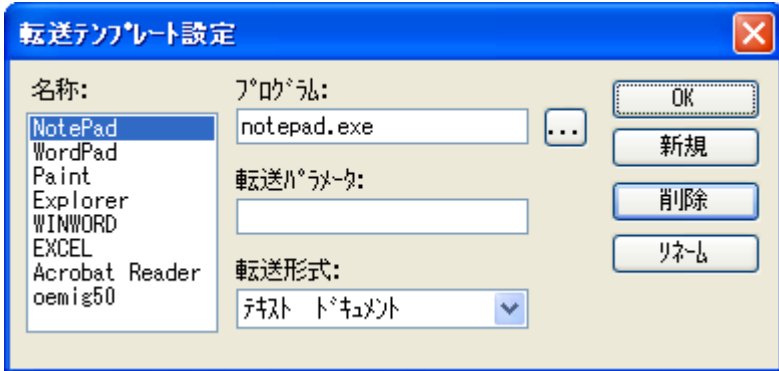 転送テンプレート設定
名称:
NotePad
WordPad
Paint
Explorer
WINWORD
EXCEL
Acrobat Reader
oemig50
ﾌﾟﾛｸﾞﾗﾑ:
notepad.exe
...
転送ﾊﾟﾗﾒｰﾀ:
転送形式:
ﾃｷｽﾄ ﾄﾞｷｭﾒﾝﾄ
OK
新規
削除
ﾘﾈｰﾑ